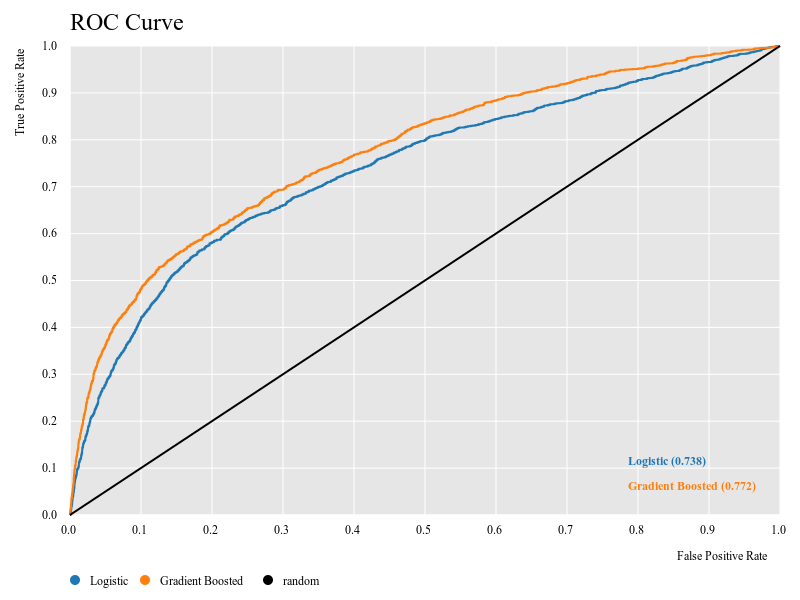 ROC Curve
True Positive Rate
1.0
0.9
0.8
0.7
0.6
0.5
0.4
0.3
0.2
0.1
0.0
Logistic (0.738)
Gradient Boosted (0.772)
0.0 0.1 0.2 0.3 0.4 0.5 0.6 0.7 0.8 0.9 1.0
False Positive Rate
Logistic Gradient Boosted random